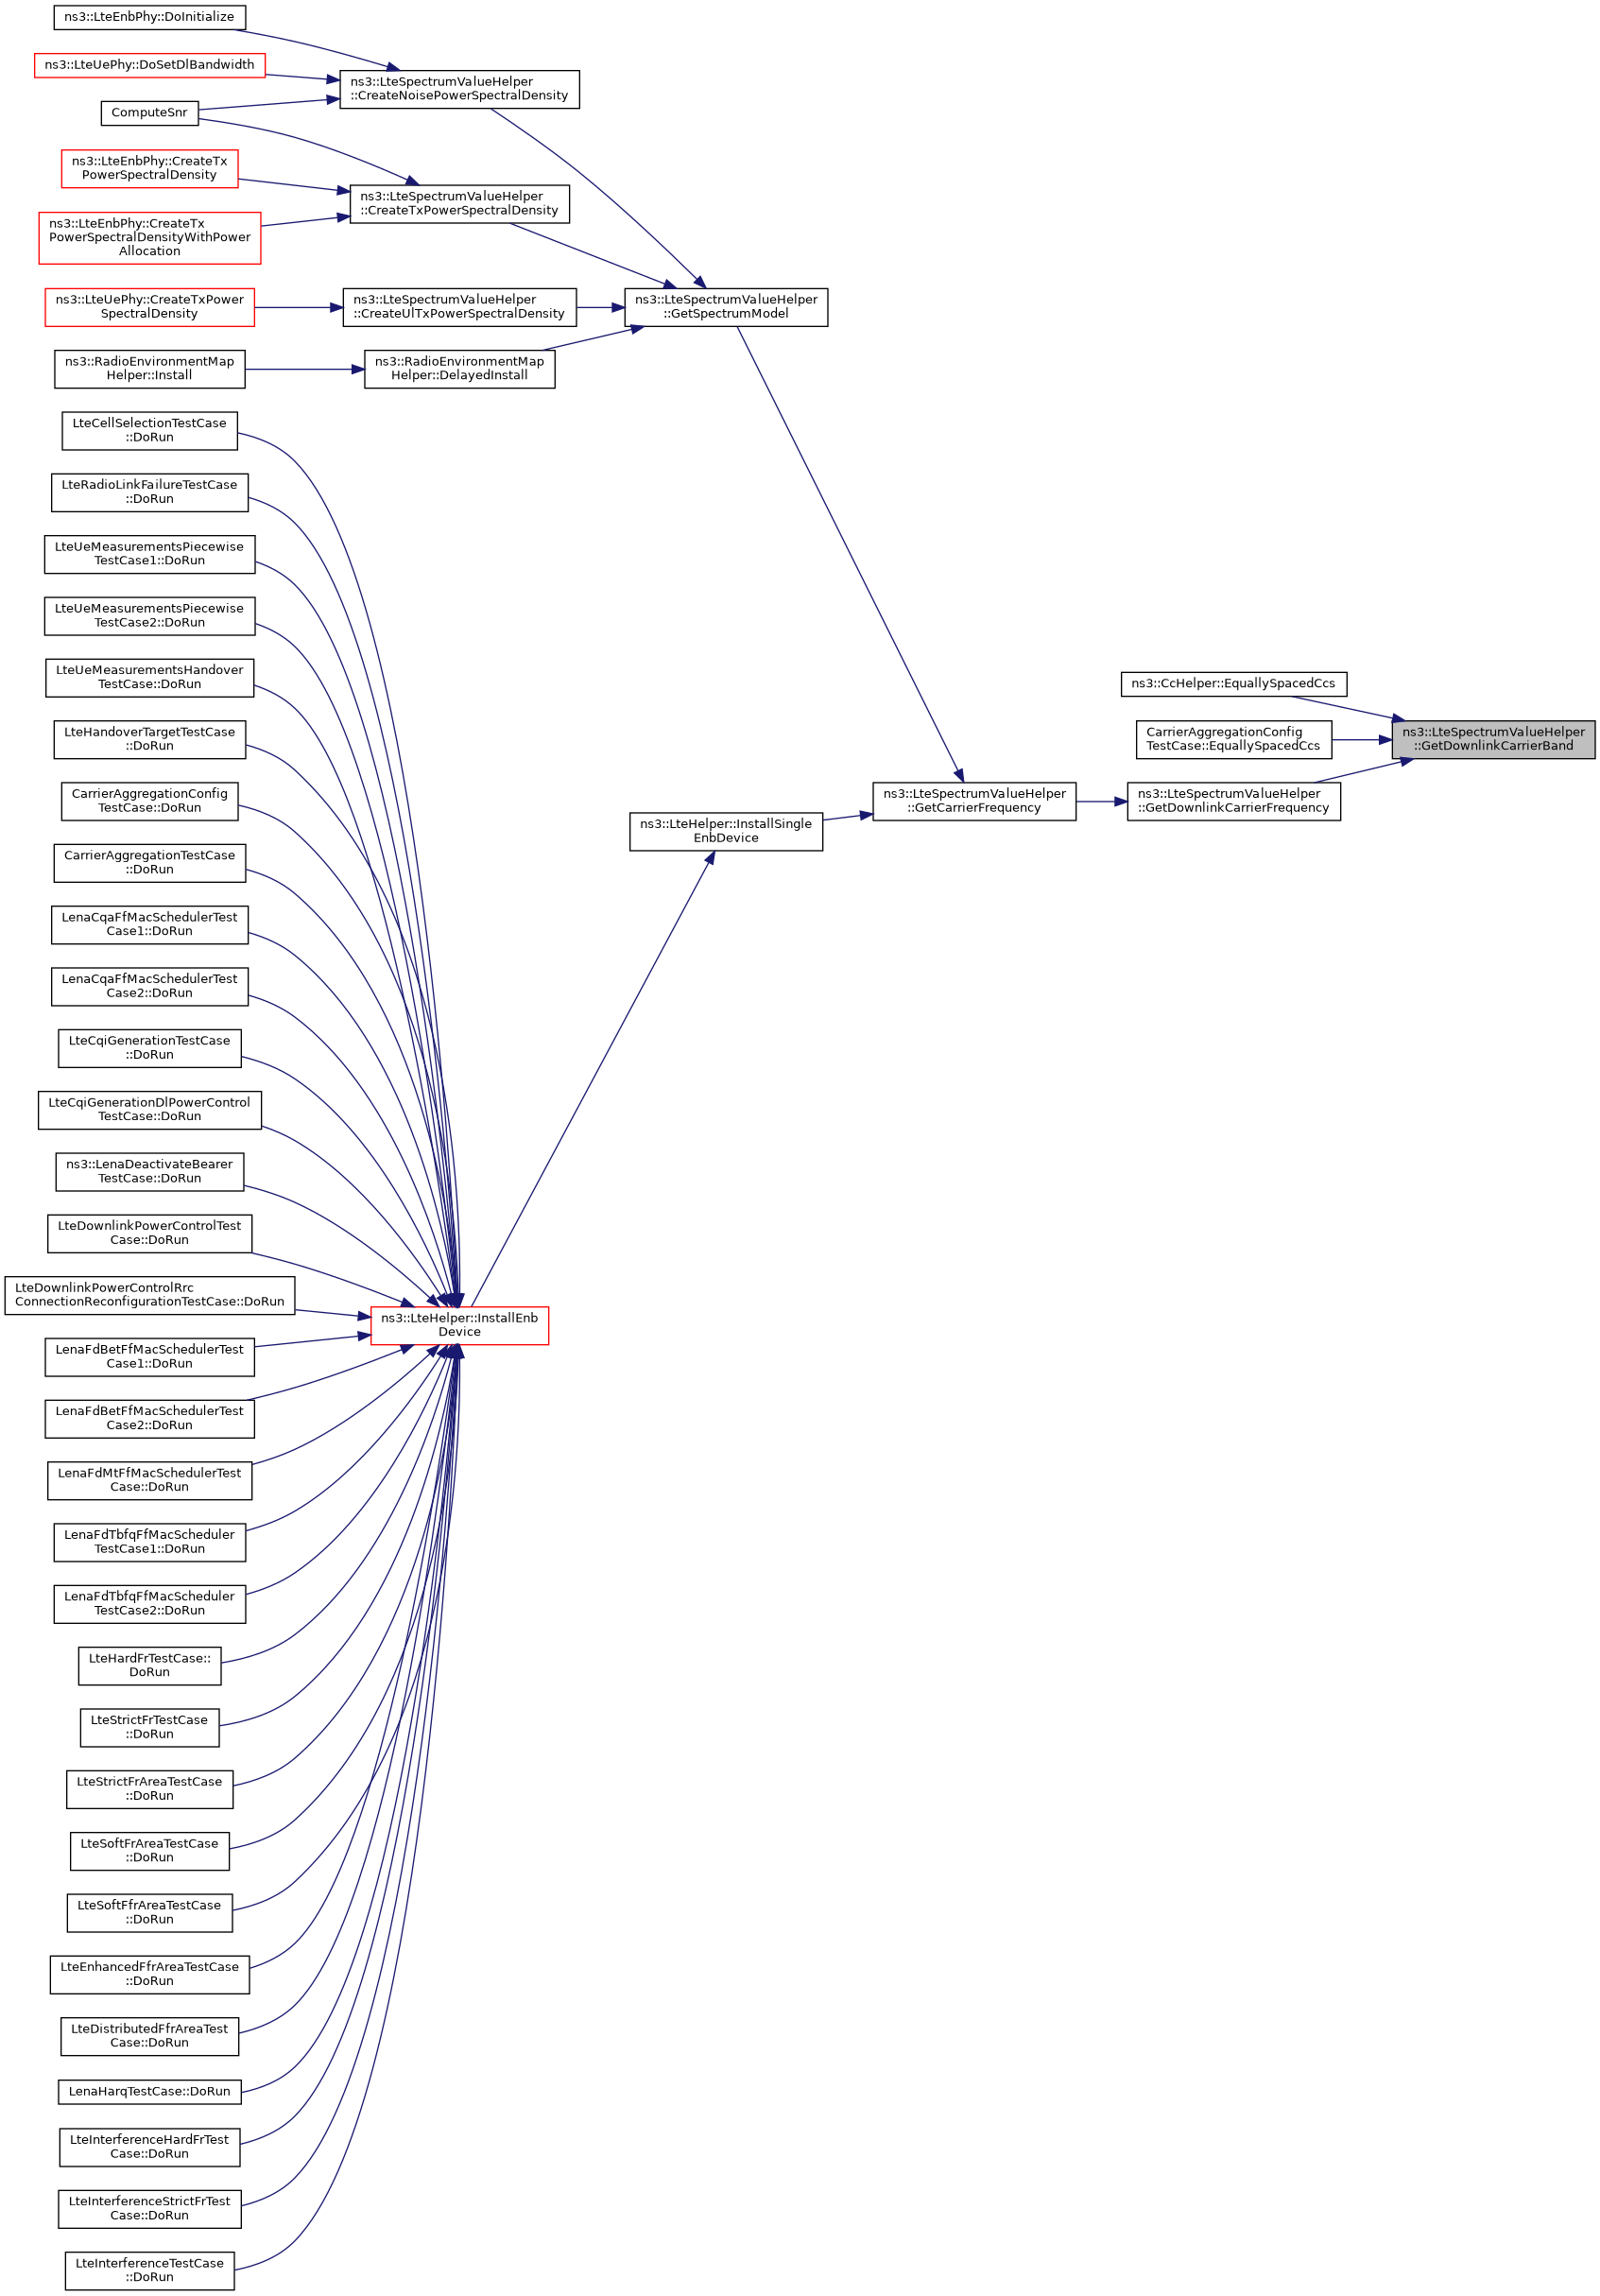 ns3::LteEnbPhy::DoInitialize
ns3::LteUePhy::DoSetDlBandwidth
ns3::LteSpectrumValueHelper
::CreateNoisePowerSpectralDensity
ComputeSnr
ns3::LteEnbPhy::CreateTx
PowerSpectralDensity
ns3::LteSpectrumValueHelper
::CreateTxPowerSpectralDensity
ns3::LteEnbPhy::CreateTx
PowerSpectralDensityWithPower
Allocation
ns3::LteUePhy::CreateTxPower
SpectralDensity
ns3::LteSpectrumValueHelper
::CreateUlTxPowerSpectralDensity
ns3::LteSpectrumValueHelper
::GetSpectrumModel
ns3::RadioEnvironmentMap
Helper::Install
ns3::RadioEnvironmentMap
Helper::DelayedInstall
LteCellSelectionTestCase
::DoRun
LteRadioLinkFailureTestCase
::DoRun
LteUeMeasurementsPiecewise
TestCase1::DoRun
LteUeMeasurementsPiecewise
TestCase2::DoRun
LteUeMeasurementsHandover
TestCase::DoRun
ns3::CcHelper::EquallySpacedCcs
LteHandoverTargetTestCase
::DoRun
CarrierAggregationConfig
TestCase::EquallySpacedCcs
ns3::LteSpectrumValueHelper
::GetDownlinkCarrierBand
CarrierAggregationConfig
TestCase::DoRun
ns3::LteSpectrumValueHelper
::GetCarrierFrequency
ns3::LteSpectrumValueHelper
::GetDownlinkCarrierFrequency
ns3::LteHelper::InstallSingle
EnbDevice
CarrierAggregationTestCase
::DoRun
LenaCqaFfMacSchedulerTest
Case1::DoRun
LenaCqaFfMacSchedulerTest
Case2::DoRun
LteCqiGenerationTestCase
::DoRun
LteCqiGenerationDlPowerControl
TestCase::DoRun
ns3::LenaDeactivateBearer
TestCase::DoRun
LteDownlinkPowerControlTest
Case::DoRun
LteDownlinkPowerControlRrc
ConnectionReconfigurationTestCase::DoRun
ns3::LteHelper::InstallEnb
Device
LenaFdBetFfMacSchedulerTest
Case1::DoRun
LenaFdBetFfMacSchedulerTest
Case2::DoRun
LenaFdMtFfMacSchedulerTest
Case::DoRun
LenaFdTbfqFfMacScheduler
TestCase1::DoRun
LenaFdTbfqFfMacScheduler
TestCase2::DoRun
LteHardFrTestCase::
DoRun
LteStrictFrTestCase
::DoRun
LteStrictFrAreaTestCase
::DoRun
LteSoftFrAreaTestCase
::DoRun
LteSoftFfrAreaTestCase
::DoRun
LteEnhancedFfrAreaTestCase
::DoRun
LteDistributedFfrAreaTest
Case::DoRun
LenaHarqTestCase::DoRun
LteInterferenceHardFrTest
Case::DoRun
LteInterferenceStrictFrTest
Case::DoRun
LteInterferenceTestCase
::DoRun